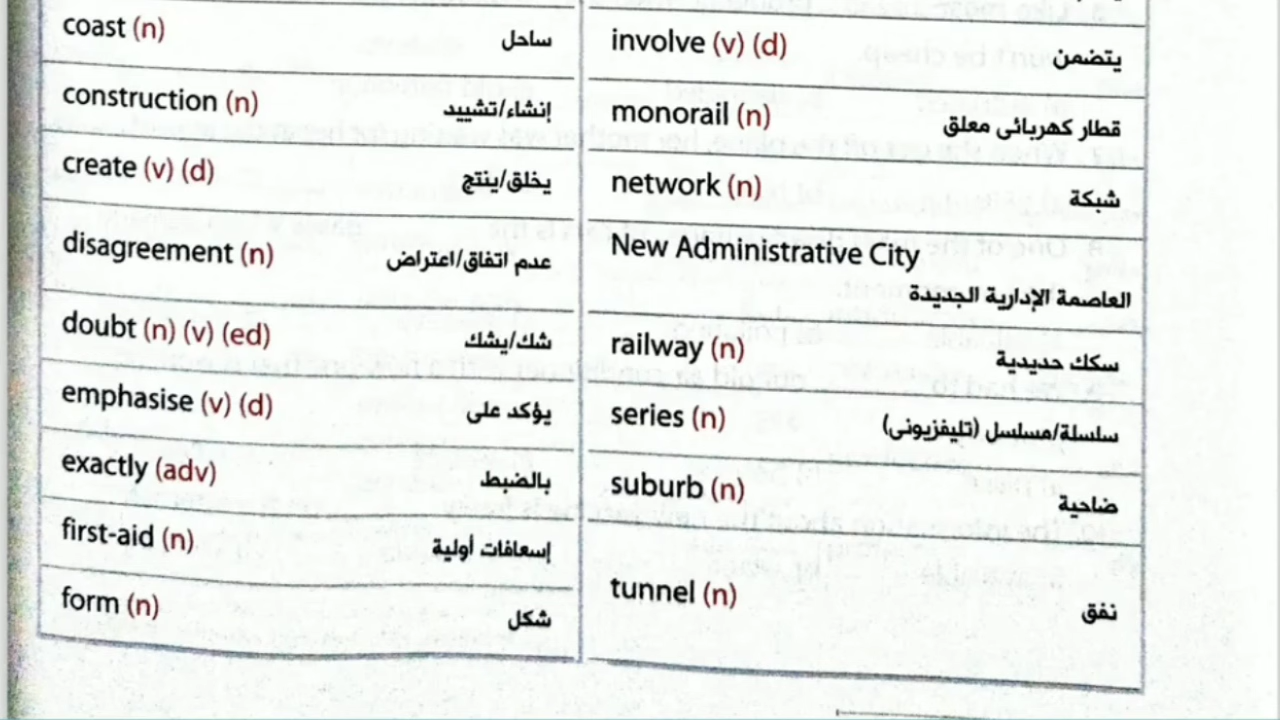 coast (n) ساحل
construction (n) إنشاء/تشييد
create (v) (d) يخلق/ينتج
disagreement (n) عدم اتفاق/اعتراض
doubt (n) (v) (ed) شك/يشك
emphasise (v) (d) يؤكد على
exactly (adv) بالضبط
first-aid (n) إسعافات أولية
form (n) شكل
involve (v) (d) يتضمن
monorail (n) قطار كهربائى معلق
network (n) شبكة
New Administrative City
العاصمة الإدارية الجديدة
railway (n) سكك حديدية
series (n) سلسلة/مسلسل (تليفزيونى)
suburb (n) ضاحية
tunnel (n) نفق